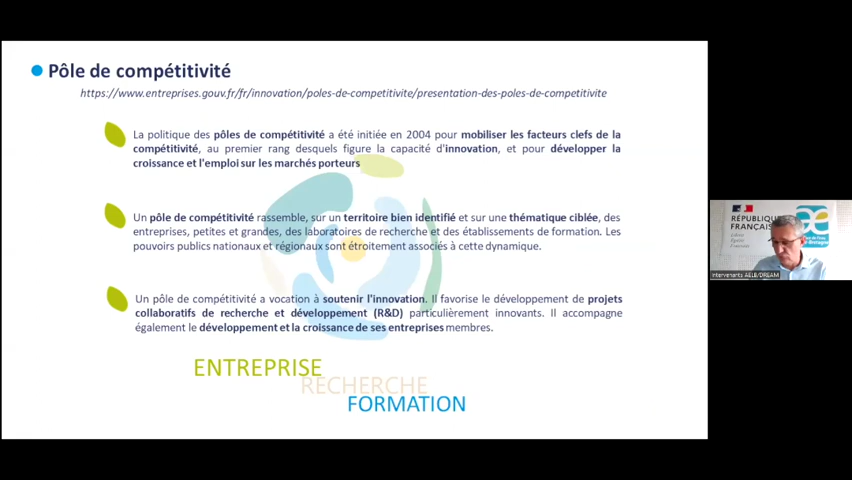 Pôle de compétitivité
https://www.entreprises.gouv.fr/fr/innovation/poles-de-competitivite/presentation-des-poles-de-competitivite
La politique des pôles de compétitivité a été initiée en 2004 pour mobiliser les facteurs clefs de la
compétitivité, au premier rang desquels figure la capacité d'innovation, et pour développer la
croissance et l'emploi sur les marchés porteurs
Un pôle de compétitivité rassemble, sur un territoire bien identifié et sur une thématique ciblée, des
entreprises, petites et grandes, des laboratoires de recherche et des établissements de formation. Les
pouvoirs publics nationaux et régionaux sont étroitement associés à cette dynamique.
Un pôle de compétitivité a vocation à soutenir l'innovation. Il favorise le développement de projets
collaboratifs de recherche et développement (R&D) particulièrement innovants. Il accompagne
également le développement et la croissance de ses entreprises membres.
ENTREPRISE
RECHERCHE
FORMATION
RÉPUBLIQUE
FRANÇAISE
Intervenants AELB/DREAM